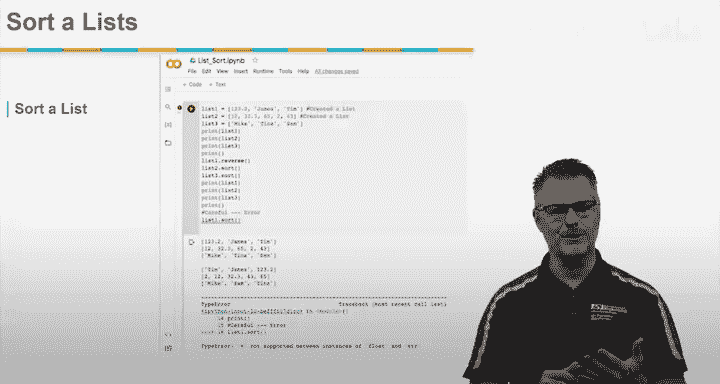 Sort a Lists
Sort a List
List_Sort.ipynb
File Edit View Insert Runtime Tools Help All changes saved
+ Code + Text
list1 = [123.2, 'James', 'Tim'] #Created a List
list2 = [12, 32.3, 65, 2, 43] #Created a List
list3 = ['Mike', 'Tina', 'Sam']
print(list1)
print(list2)
print(list3)
print()
list1.reverse()
list2.sort()
list3.sort()
print(list1)
print(list2)
print(list3)
print()
#Careful --- Error
list1.sort()
[123.2, 'James', 'Tim']
[12, 32.3, 65, 2, 43]
['Mike', 'Tina', 'Sam']
['Tim', 'James', 123.2]
[2, 12, 32.3, 43, 65]
['Mike', 'Sam', 'Tina']
TypeError Traceback (most recent call last)
print()
#Careful --- Error
list1.sort()
TypeError: not supported between instances of 'float' and 'str'